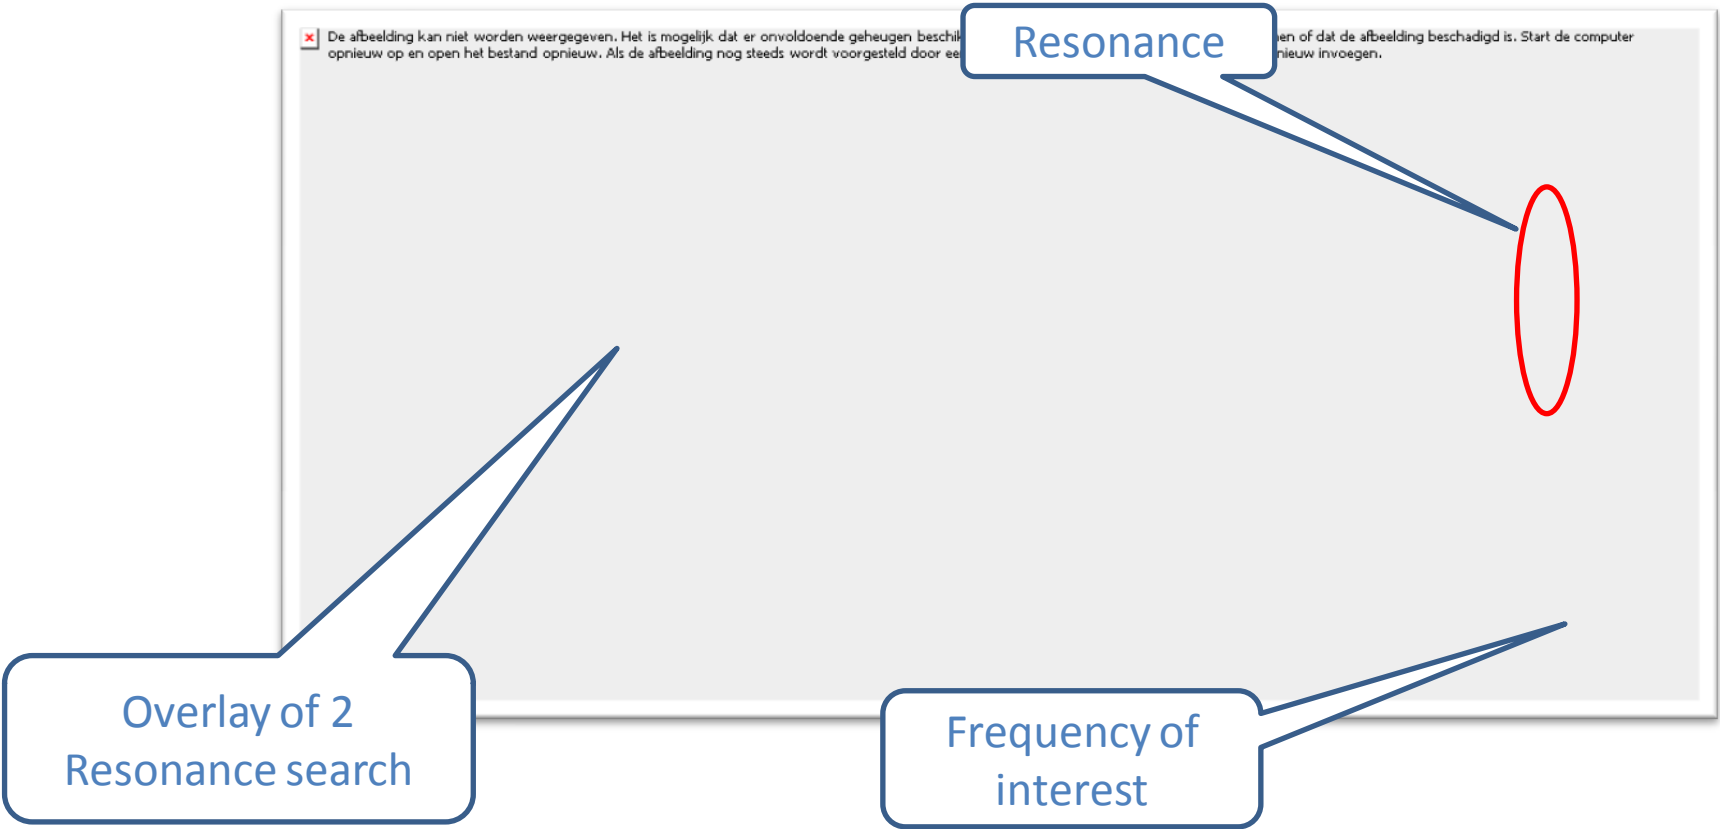 De afbeelding kan niet worden weergegeven. Het is mogelijk dat er onvoldoende geheugen beschik
en of dat de afbeelding beschadigd is. Start de computer
opnieuw op en open het bestand opnieuw. Als de afbeelding nog steeds wordt voorgesteld door
nieuw invoegen.
Resonance
Overlay of 2
Resonance search
Frequency of
interest